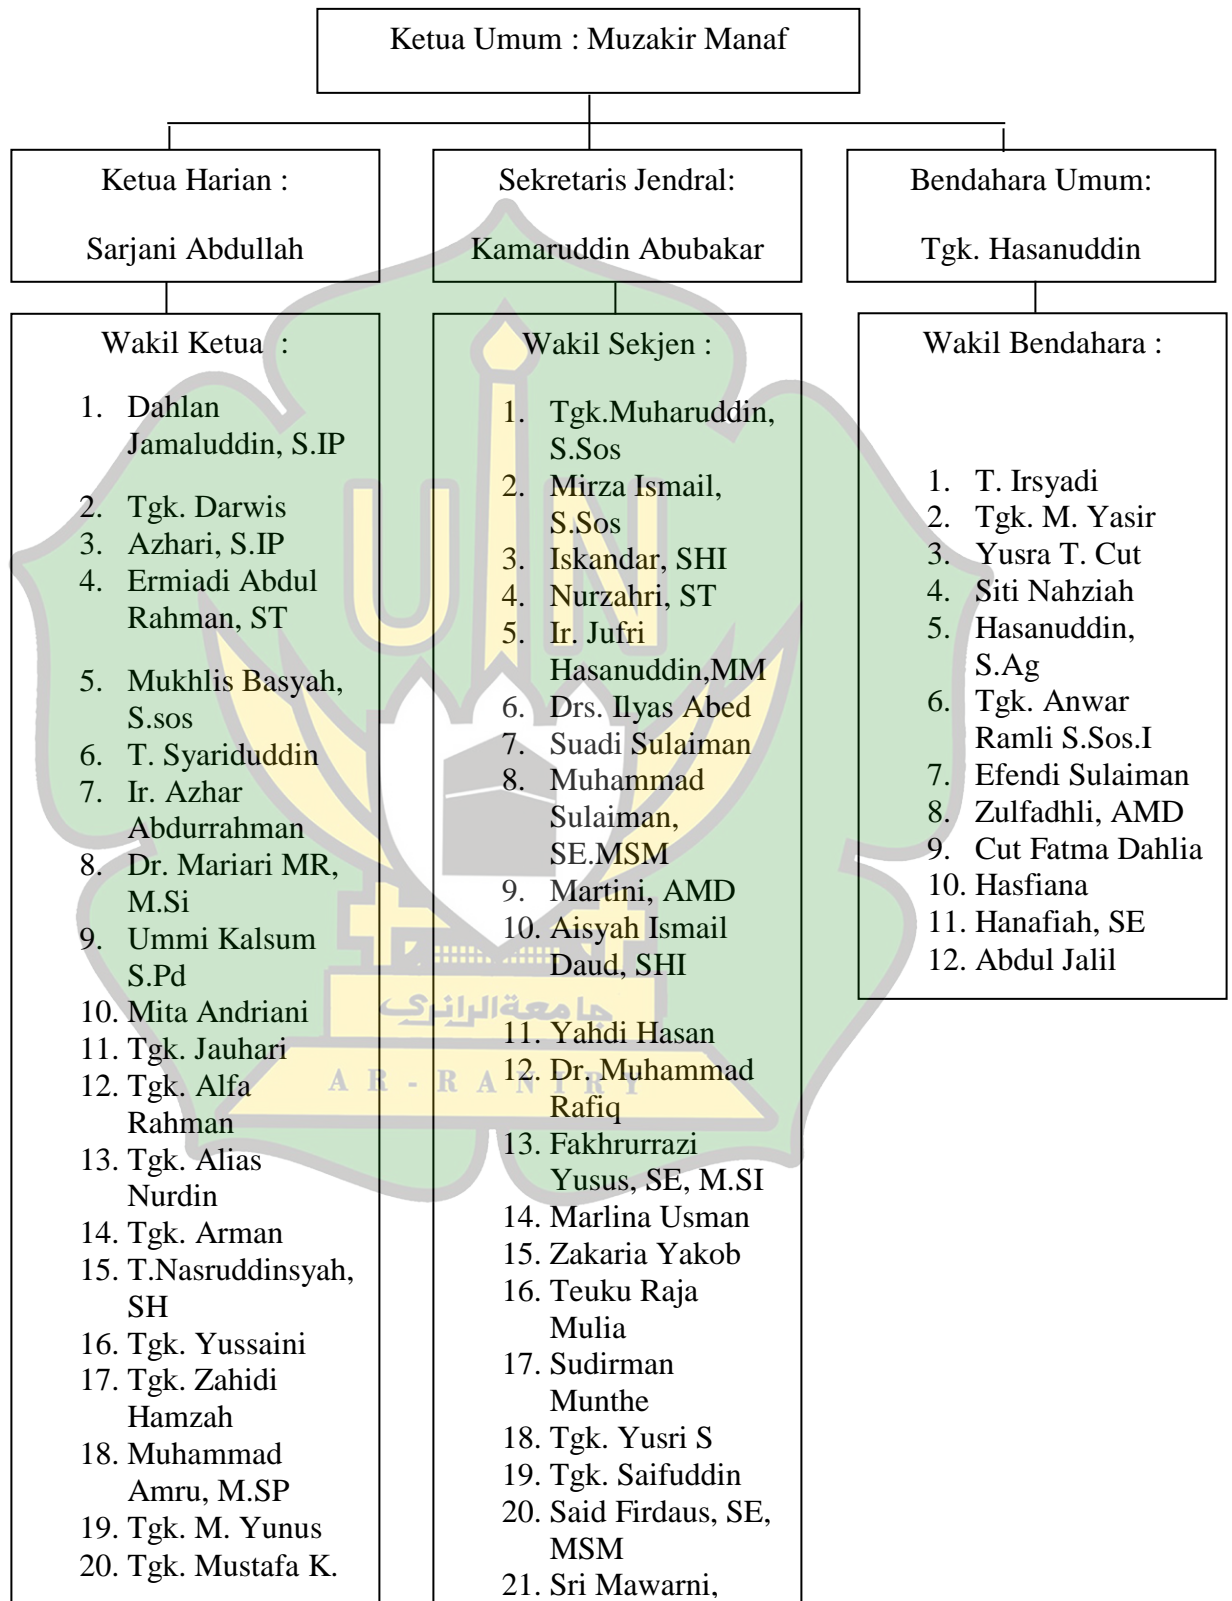 Ketua Umum : Muzakir Manaf
Ketua Harian :
Sarjani Abdullah
Sekretaris Jendral:
Kamaruddin Abubakar
Bendahara Umum:
Tgk. Hasanuddin
Wakil Ketua :
1. Dahlan
Jamaluddin, S.IP
2. Tgk. Darwis
3. Azhari, S.IP
4. Ermiadi Abdul
Rahman, ST
5. Mukhlis Basyah,
S.sos
6. T. Syariduddin
7. Ir. Azhar
Abdurrahman
8. Dr. Mariari MR,
M.Si
9. Ummi Kalsum
S.Pd
10. Mita Andriani
11. Tgk. Jauhari
12. Tgk. Alfa
Rahman
13. Tgk. Alias
Nurdin
14. Tgk. Arman
15. T.Nasruddinsyah,
SH
16. Tgk. Yussaini
17. Tgk. Zahidi
Hamzah
18. Muhammad
Amru, M.SP
19. Tgk. M. Yunus
20. Tgk. Mustafa K.
Wakil Sekjen :
1. Tgk.Muharuddin,
S.Sos
2. Mirza Ismail,
S.Sos
3. Iskandar, SHI
4. Nurzahri, ST
5. Ir. Jufri
Hasanuddin,MM
6. Drs. Ilyas Abed
7. Suadi Sulaiman
8. Muhammad
Sulaiman,
SE.MSM
9. Martini, AMD
10. Aisyah Ismail
Daud, SHI
11. Yahdi Hasan
12. Dr. Muhammad
Rafiq
13. Fakhrurrazi
Yusus, SE, M.SI
14. Marlina Usman
15. Zakaria Yakob
16. Teuku Raja
Mulia
17. Sudirman
Munthe
18. Tgk. Yusri S
19. Tgk. Saifuddin
20. Said Firdaus, SE,
MSM
21. Sri Mawarni,
Wakil Bendahara :
1. T. Irsyadi
2. Tgk. M. Yasir
3. Yusra T. Cut
4. Siti Nahziah
5. Hasanuddin,
S.Ag
6. Tgk. Anwar
Ramli S.Sos.I
7. Efendi Sulaiman
8. Zulfadhli, AMD
9. Cut Fatma Dahlia
10. Hasfiana
11. Hanafiah, SE
12. Abdul Jalil
UIN
جامعةالرانرى
AR-RANIRY